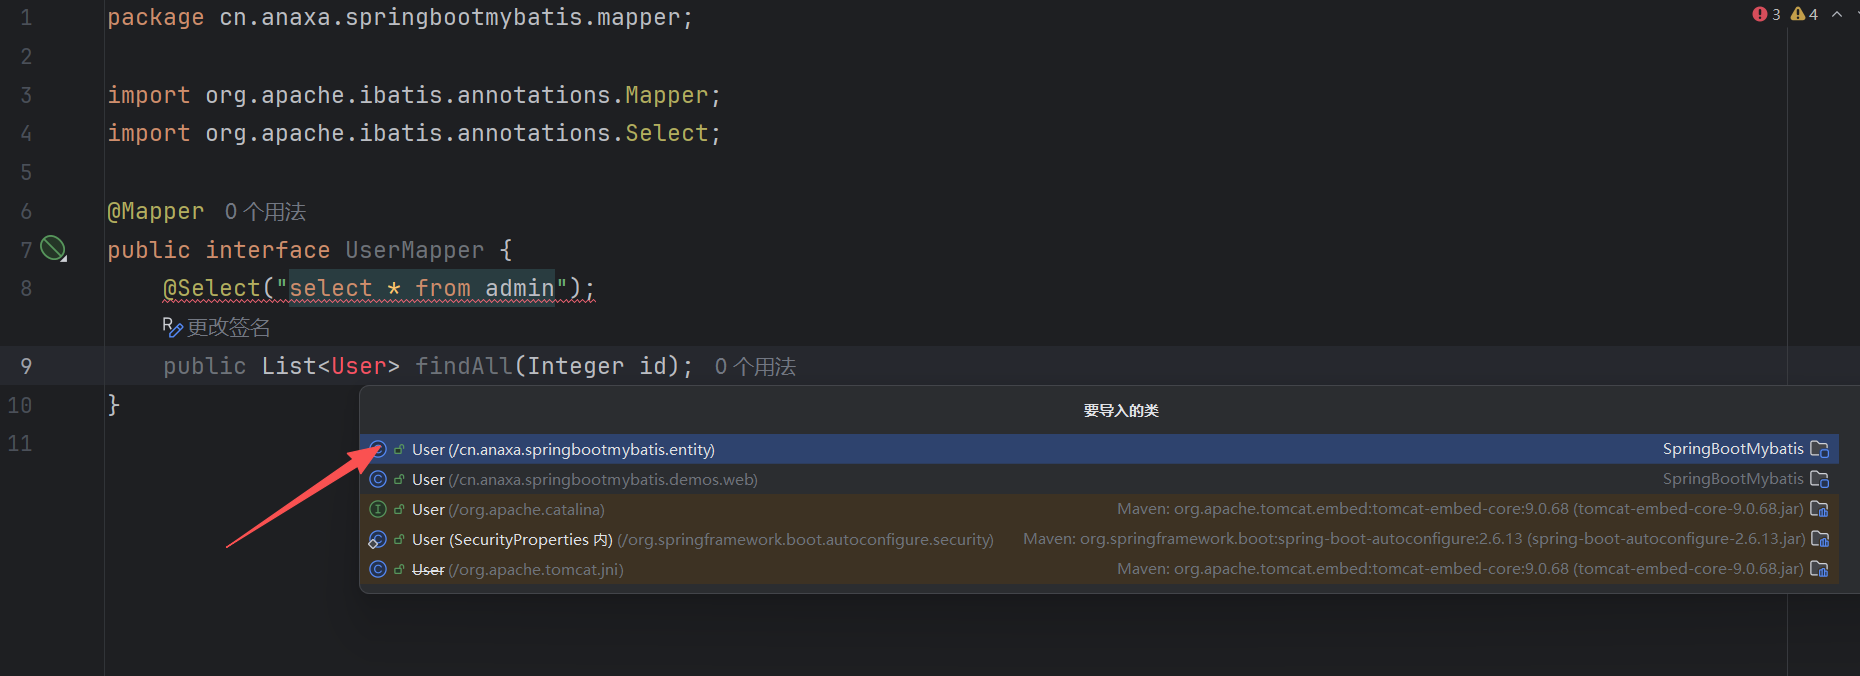 1 package cn.anaxa.springbootmybatis.mapper;
3 4
2
3 import org.apache.ibatis.annotations.Mapper;
4 import org.apache.ibatis.annotations.Select;
5
6 @Mapper 0 个用法
7 public interface UserMapper {
8 @Select("select * from admin");
更改签名
9 public List<User> findAll(Integer id); 0 个用法
10 }
要导入的类
11
User (/cn.anaxa.springbootmybatis.entity) SpringBootMybatis
User (/cn.anaxa.springbootmybatis.demos.web) SpringBootMybatis
User (/org.apache.catalina) Maven: org.apache.tomcat.embed:tomcat-embed-core:9.0.68 (tomcat-embed-core-9.0.68.jar)
User (SecurityProperties 内) (/org.springframework.boot.autoconfigure.security) Maven: org.springframework.boot:spring-boot-autoconfigure:2.6.13 (spring-boot-autoconfigure-2.6.13.jar)
User (/org.apache.tomcat.jni) Maven: org.apache.tomcat.embed:tomcat-embed-core:9.0.68 (tomcat-embed-core-9.0.68.jar)